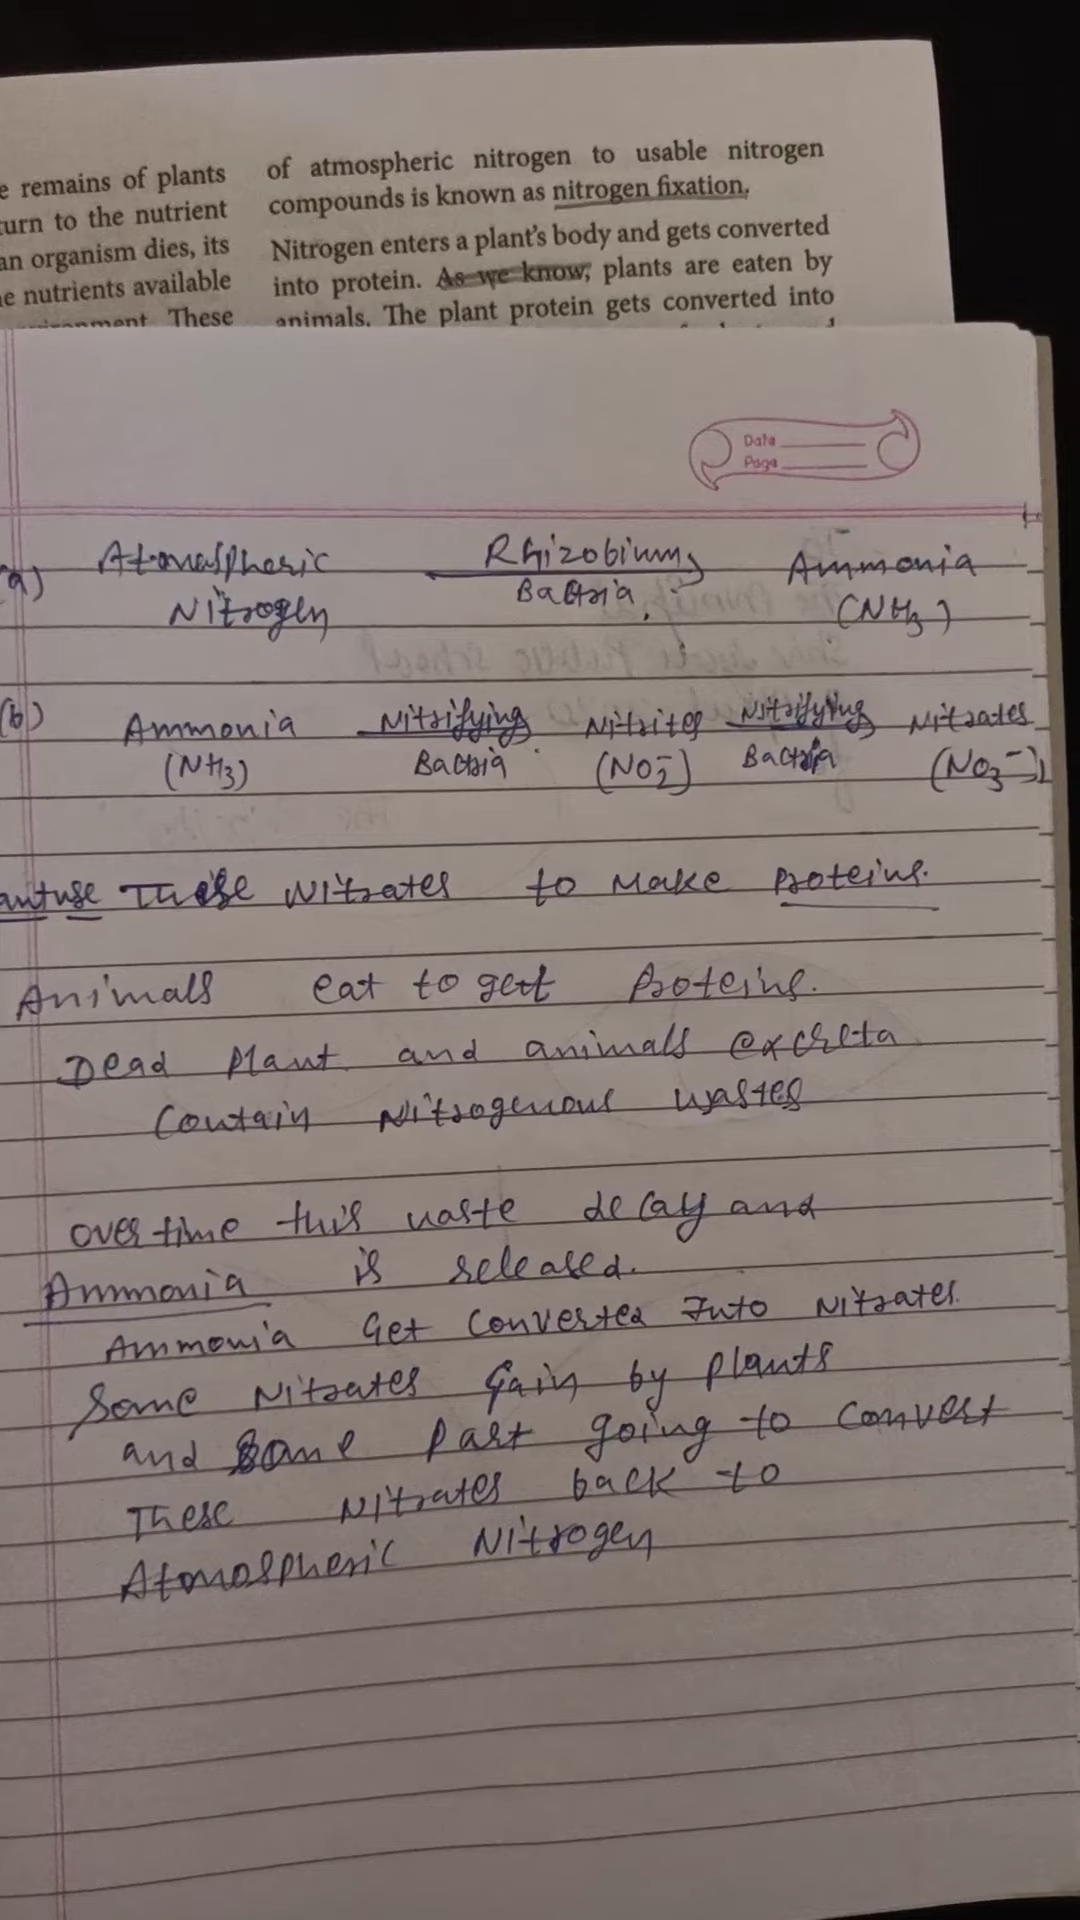 e remains of plants
turn to the nutrient
an organism dies, its
e nutrients available
These
of atmospheric nitrogen to usable nitrogen
compounds is known as nitrogen fixation.
Nitrogen enters a plant's body and gets converted
into protein. As we know, plants are eaten by
animals. The plant protein gets converted into
Date
Page
a) Atomaspheric Rhizobium Ammonia
Nitrogen Bactria (NH3)
(b) Ammonia Nitrifying Nitrites Nitrifying Nitrates
(NH3) Bactria (NO2-) Bactria (NO3-)
ant use These Nitrates to Make Proteins.
Animals eat to gett Proteins.
Dead Plant and animals excreta
Contain Nitrogenous wastes
over time this waste decay and
Ammonia is released.
Ammonia Get Converted Into Nitrates.
Some Nitrates Gain by Plants
and Some Part going to Convert
These Nitrates back to
Atmospheric Nitrogen